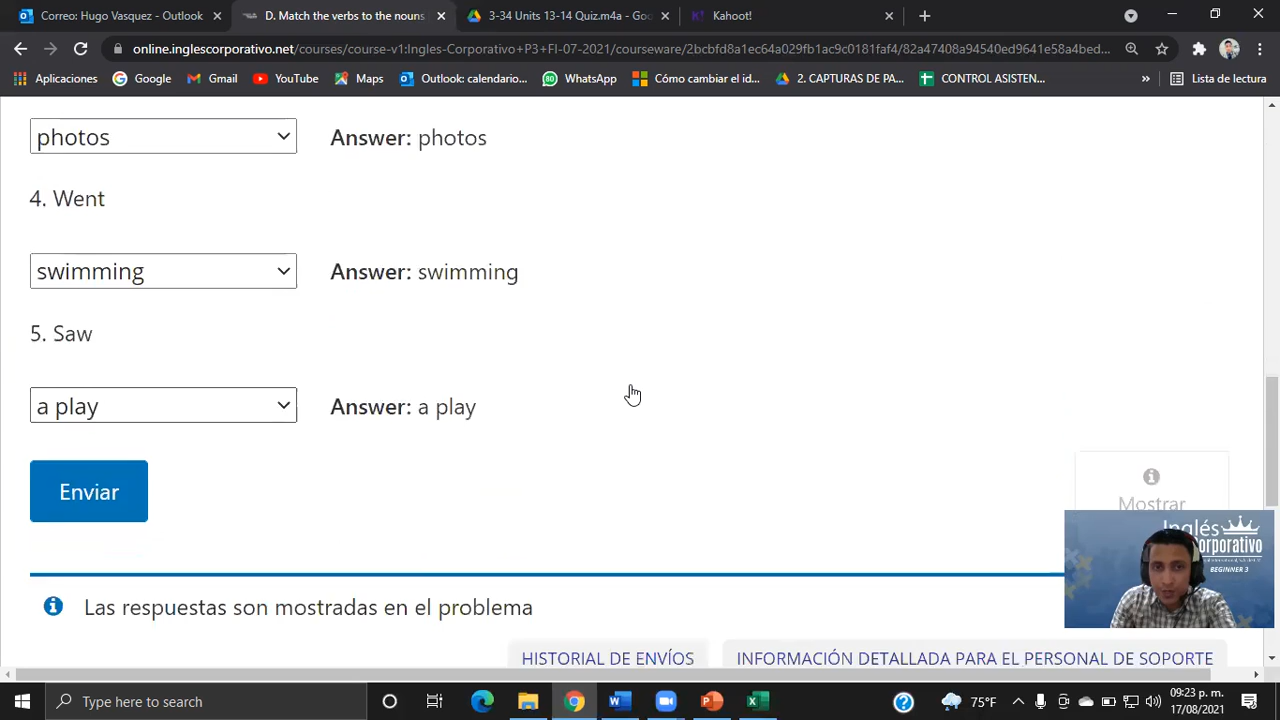 Correo: Hugo Vasquez - Outlook
D. Match the verbs to the nouns
3-34 Units 13-14 Quiz.m4a - Goo
Kahoot!
online.inglescorporativo.net/courses/course-v1:Ingles-Corporativo+P3+FI-07-2021/courseware/2bcbfd8a1ec64a029fb1ac9c0181faf4/82a47408a94540ed9641e58a4bed...
Aplicaciones
Google
Gmail
YouTube
Maps
Outlook: calendario...
WhatsApp
Cómo cambiar el id...
2. CAPTURAS DE PA...
CONTROL ASISTEN...
»
Lista de lectura
photos
Answer: photos
4. Went
swimming
Answer: swimming
5. Saw
a play
Answer: a play
Enviar
Mostrar
Inglés
Corporativo
BEGINNER 3
Las respuestas son mostradas en el problema
HISTORIAL DE ENVÍOS
INFORMACIÓN DETALLADA PARA EL PERSONAL DE SOPORTE
Type here to search
75°F
09:23 p. m.
17/08/2021